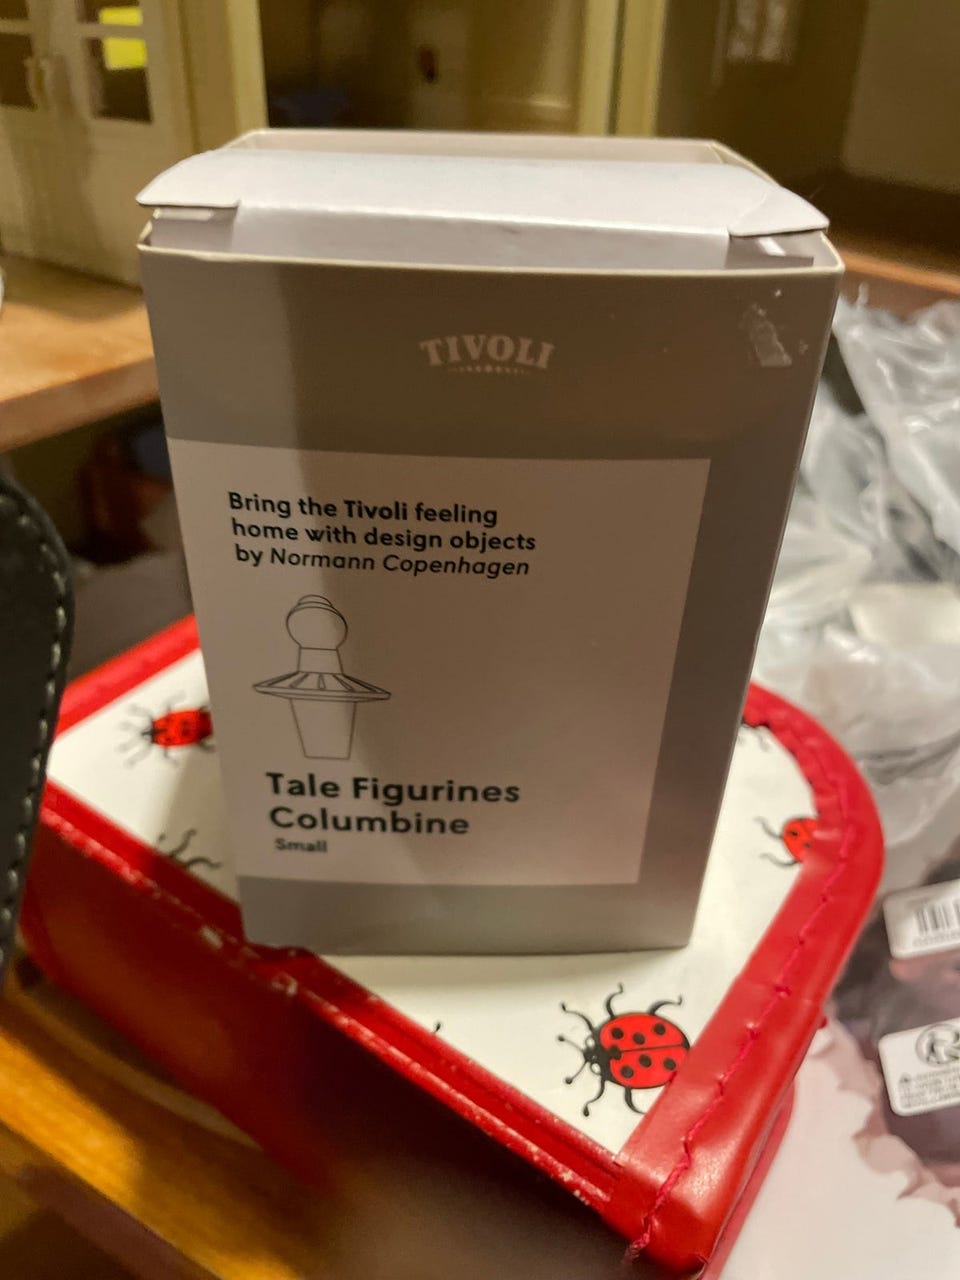 TIVOLI
Bring the Tivoli feeling
home with design objects
by Normann Copenhagen
Tale Figurines
Columbine
Small